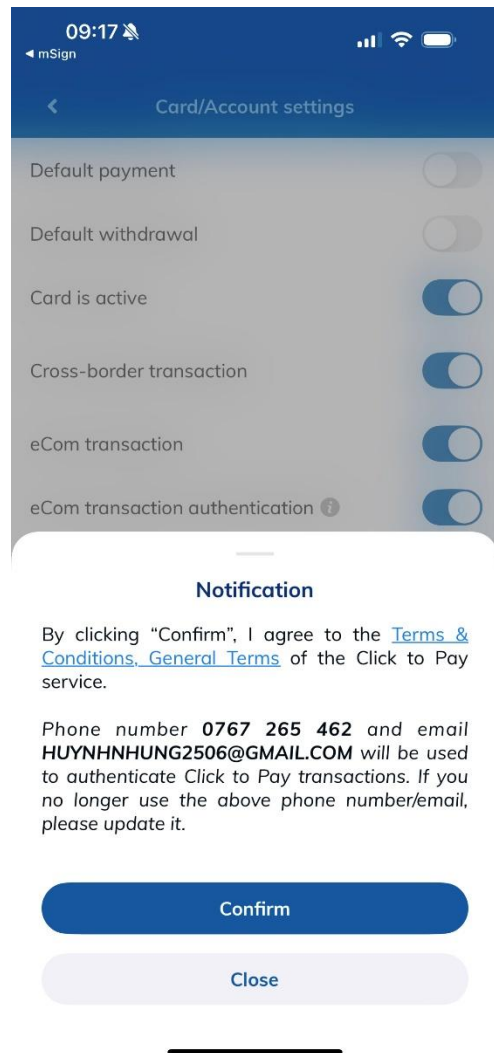 09:17
◀ mSign
Card/Account settings
Default payment
Default withdrawal
Card is active
Cross-border transaction
eCom transaction
eCom transaction authentication i
Notification
By clicking “Confirm”, I agree to the Terms &
Conditions, General Terms of the Click to Pay
service.
Phone number 0767 265 462 and email
HUYNHNHUNG2506@GMAIL.COM will be used
to authenticate Click to Pay transactions. If you
no longer use the above phone number/email,
please update it.
Confirm
Close